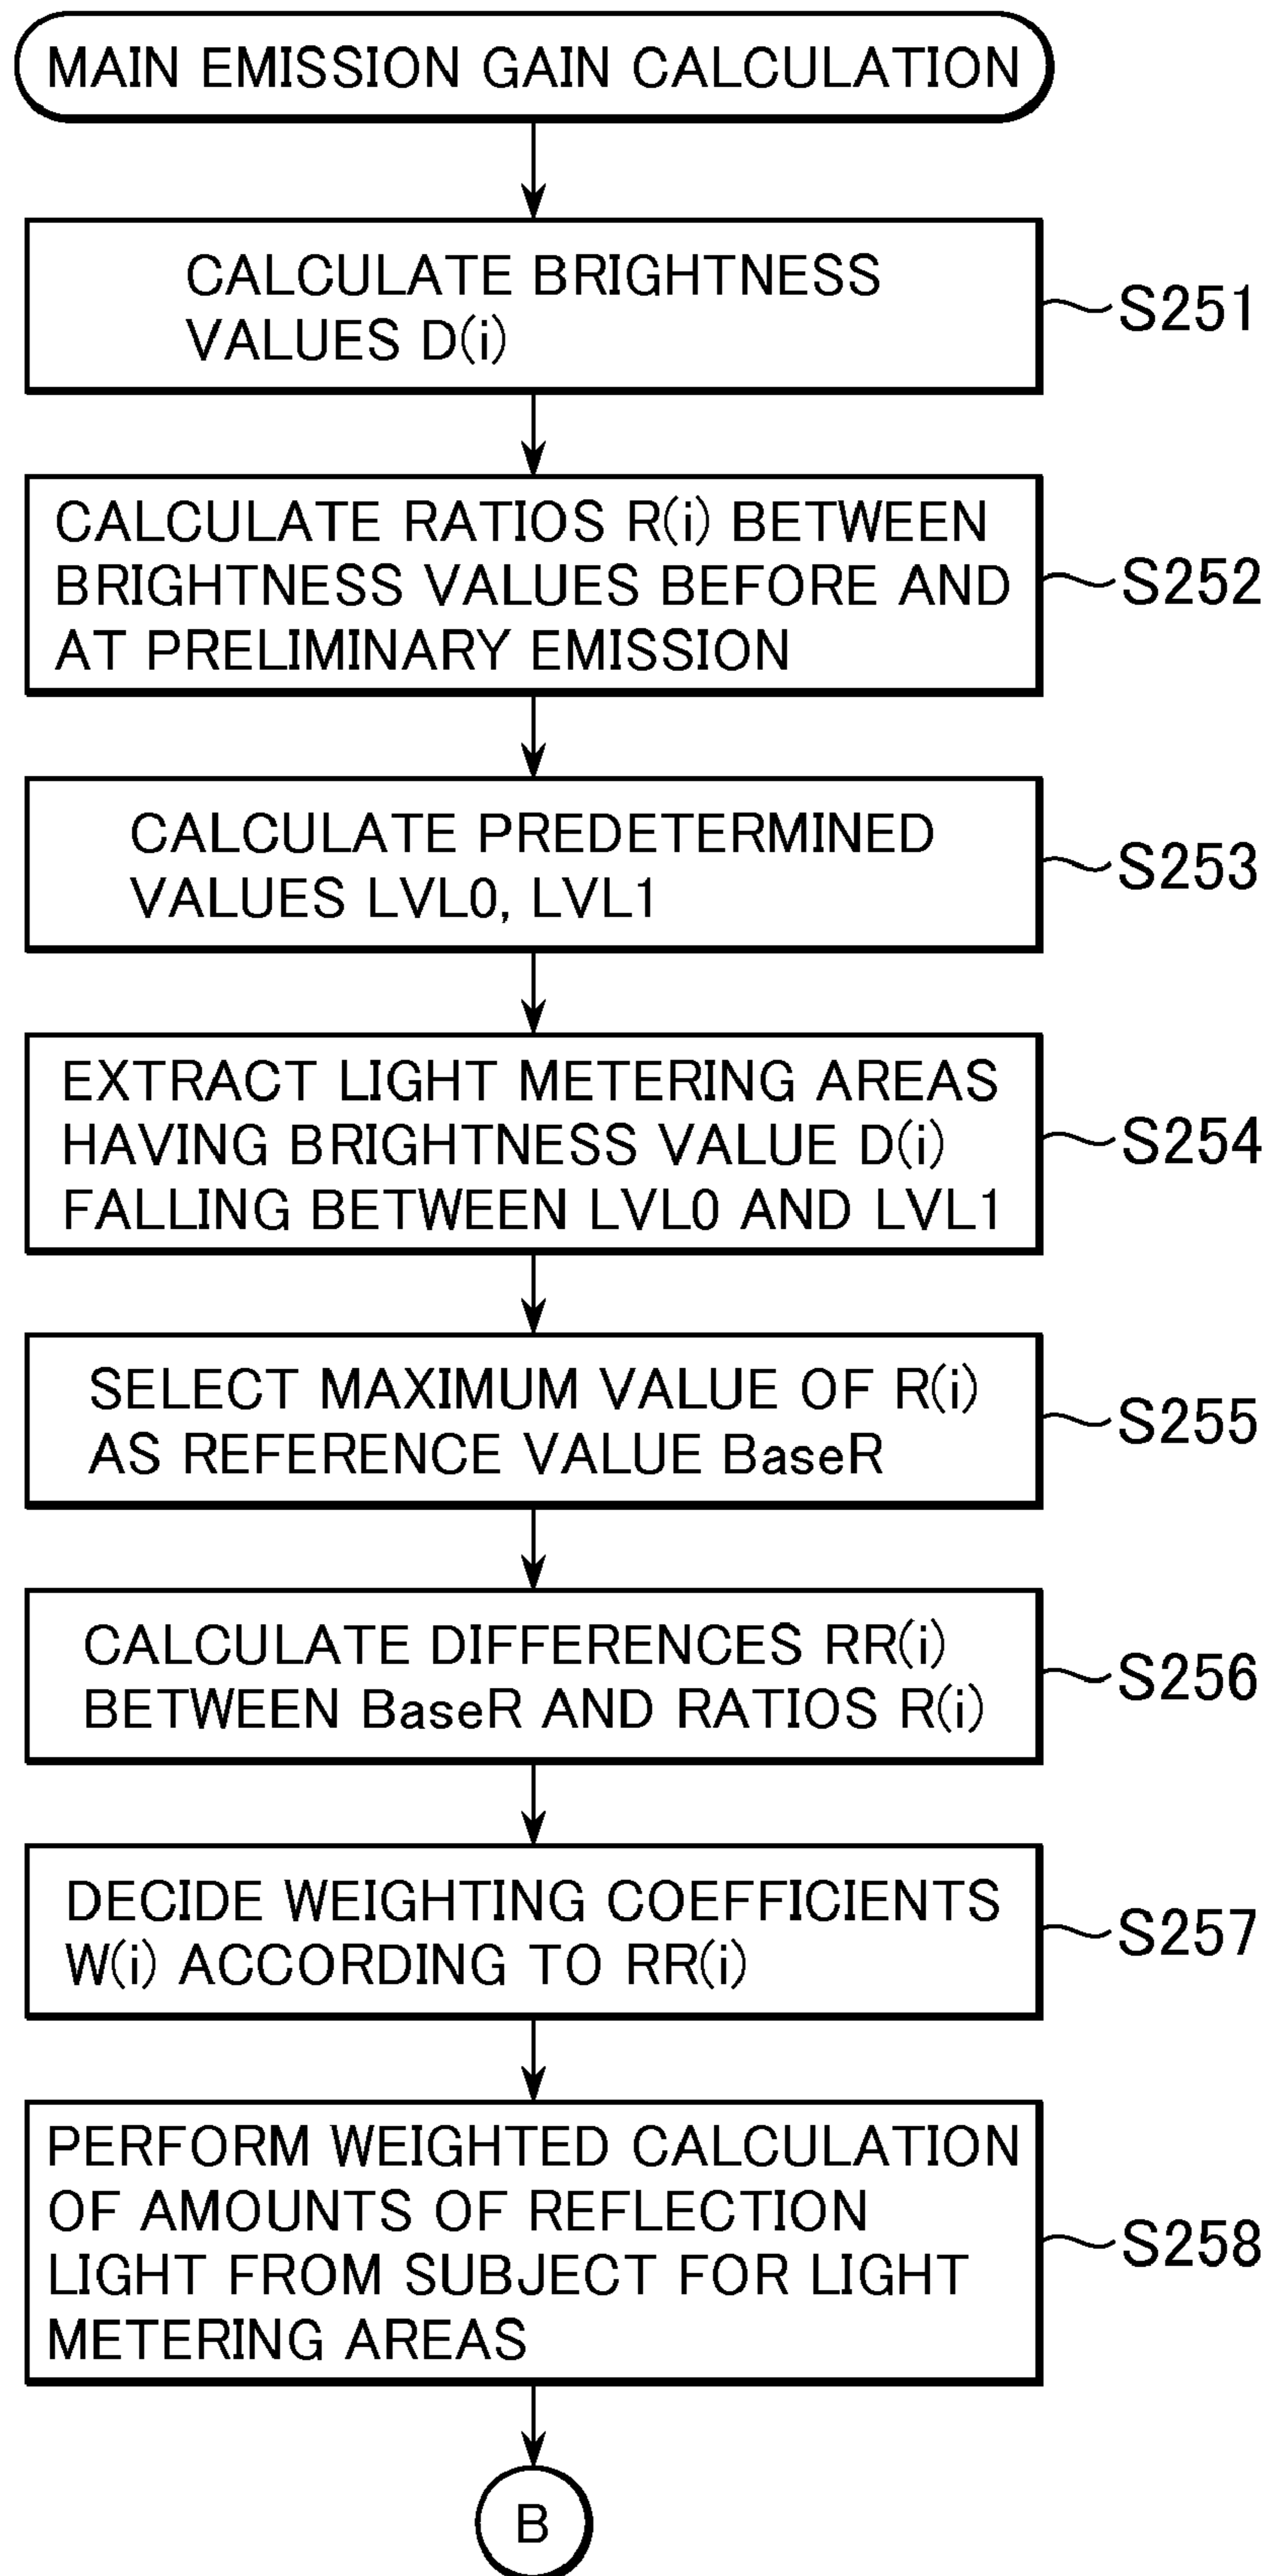 MAIN EMISSION GAIN CALCULATION
CALCULATE BRIGHTNESS
VALUES D(i)
S251
CALCULATE RATIOS R(i) BETWEEN
BRIGHTNESS VALUES BEFORE AND
AT PRELIMINARY EMISSION
S252
CALCULATE PREDETERMINED
VALUES LVL0, LVL1
S253
EXTRACT LIGHT METERING AREAS
HAVING BRIGHTNESS VALUE D(i)
FALLING BETWEEN LVL0 AND LVL1
S254
SELECT MAXIMUM VALUE OF R(i)
AS REFERENCE VALUE BaseR
S255
CALCULATE DIFFERENCES RR(i)
BETWEEN BaseR AND RATIOS R(i)
S256
DECIDE WEIGHTING COEFFICIENTS
W(i) ACCORDING TO RR(i)
S257
PERFORM WEIGHTED CALCULATION
OF AMOUNTS OF REFLECTION
LIGHT FROM SUBJECT FOR LIGHT
METERING AREAS
S258
B